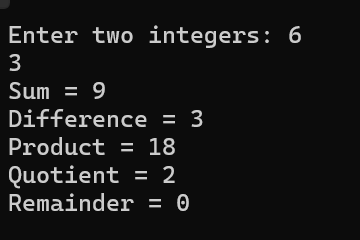 Enter two integers: 6
3
Sum = 9
Difference = 3
Product = 18
Quotient = 2
Remainder = 0